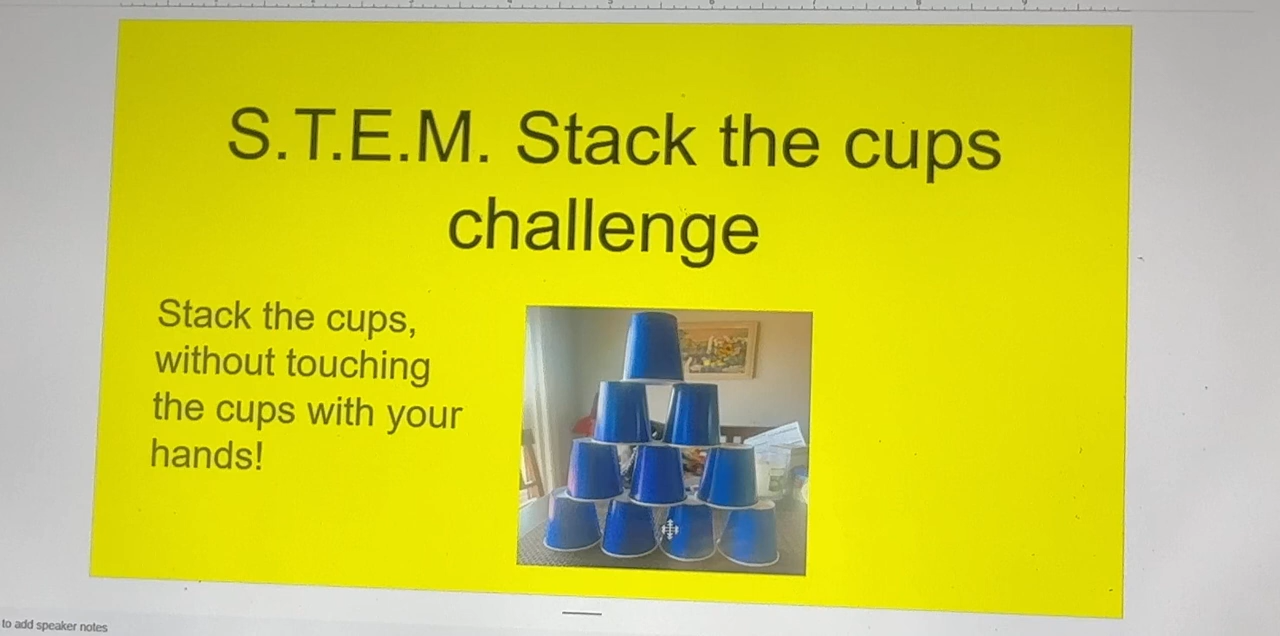 S.T.E.M. Stack the cups
challenge
Stack the cups,
without touching
the cups with your
hands!
to add speaker notes